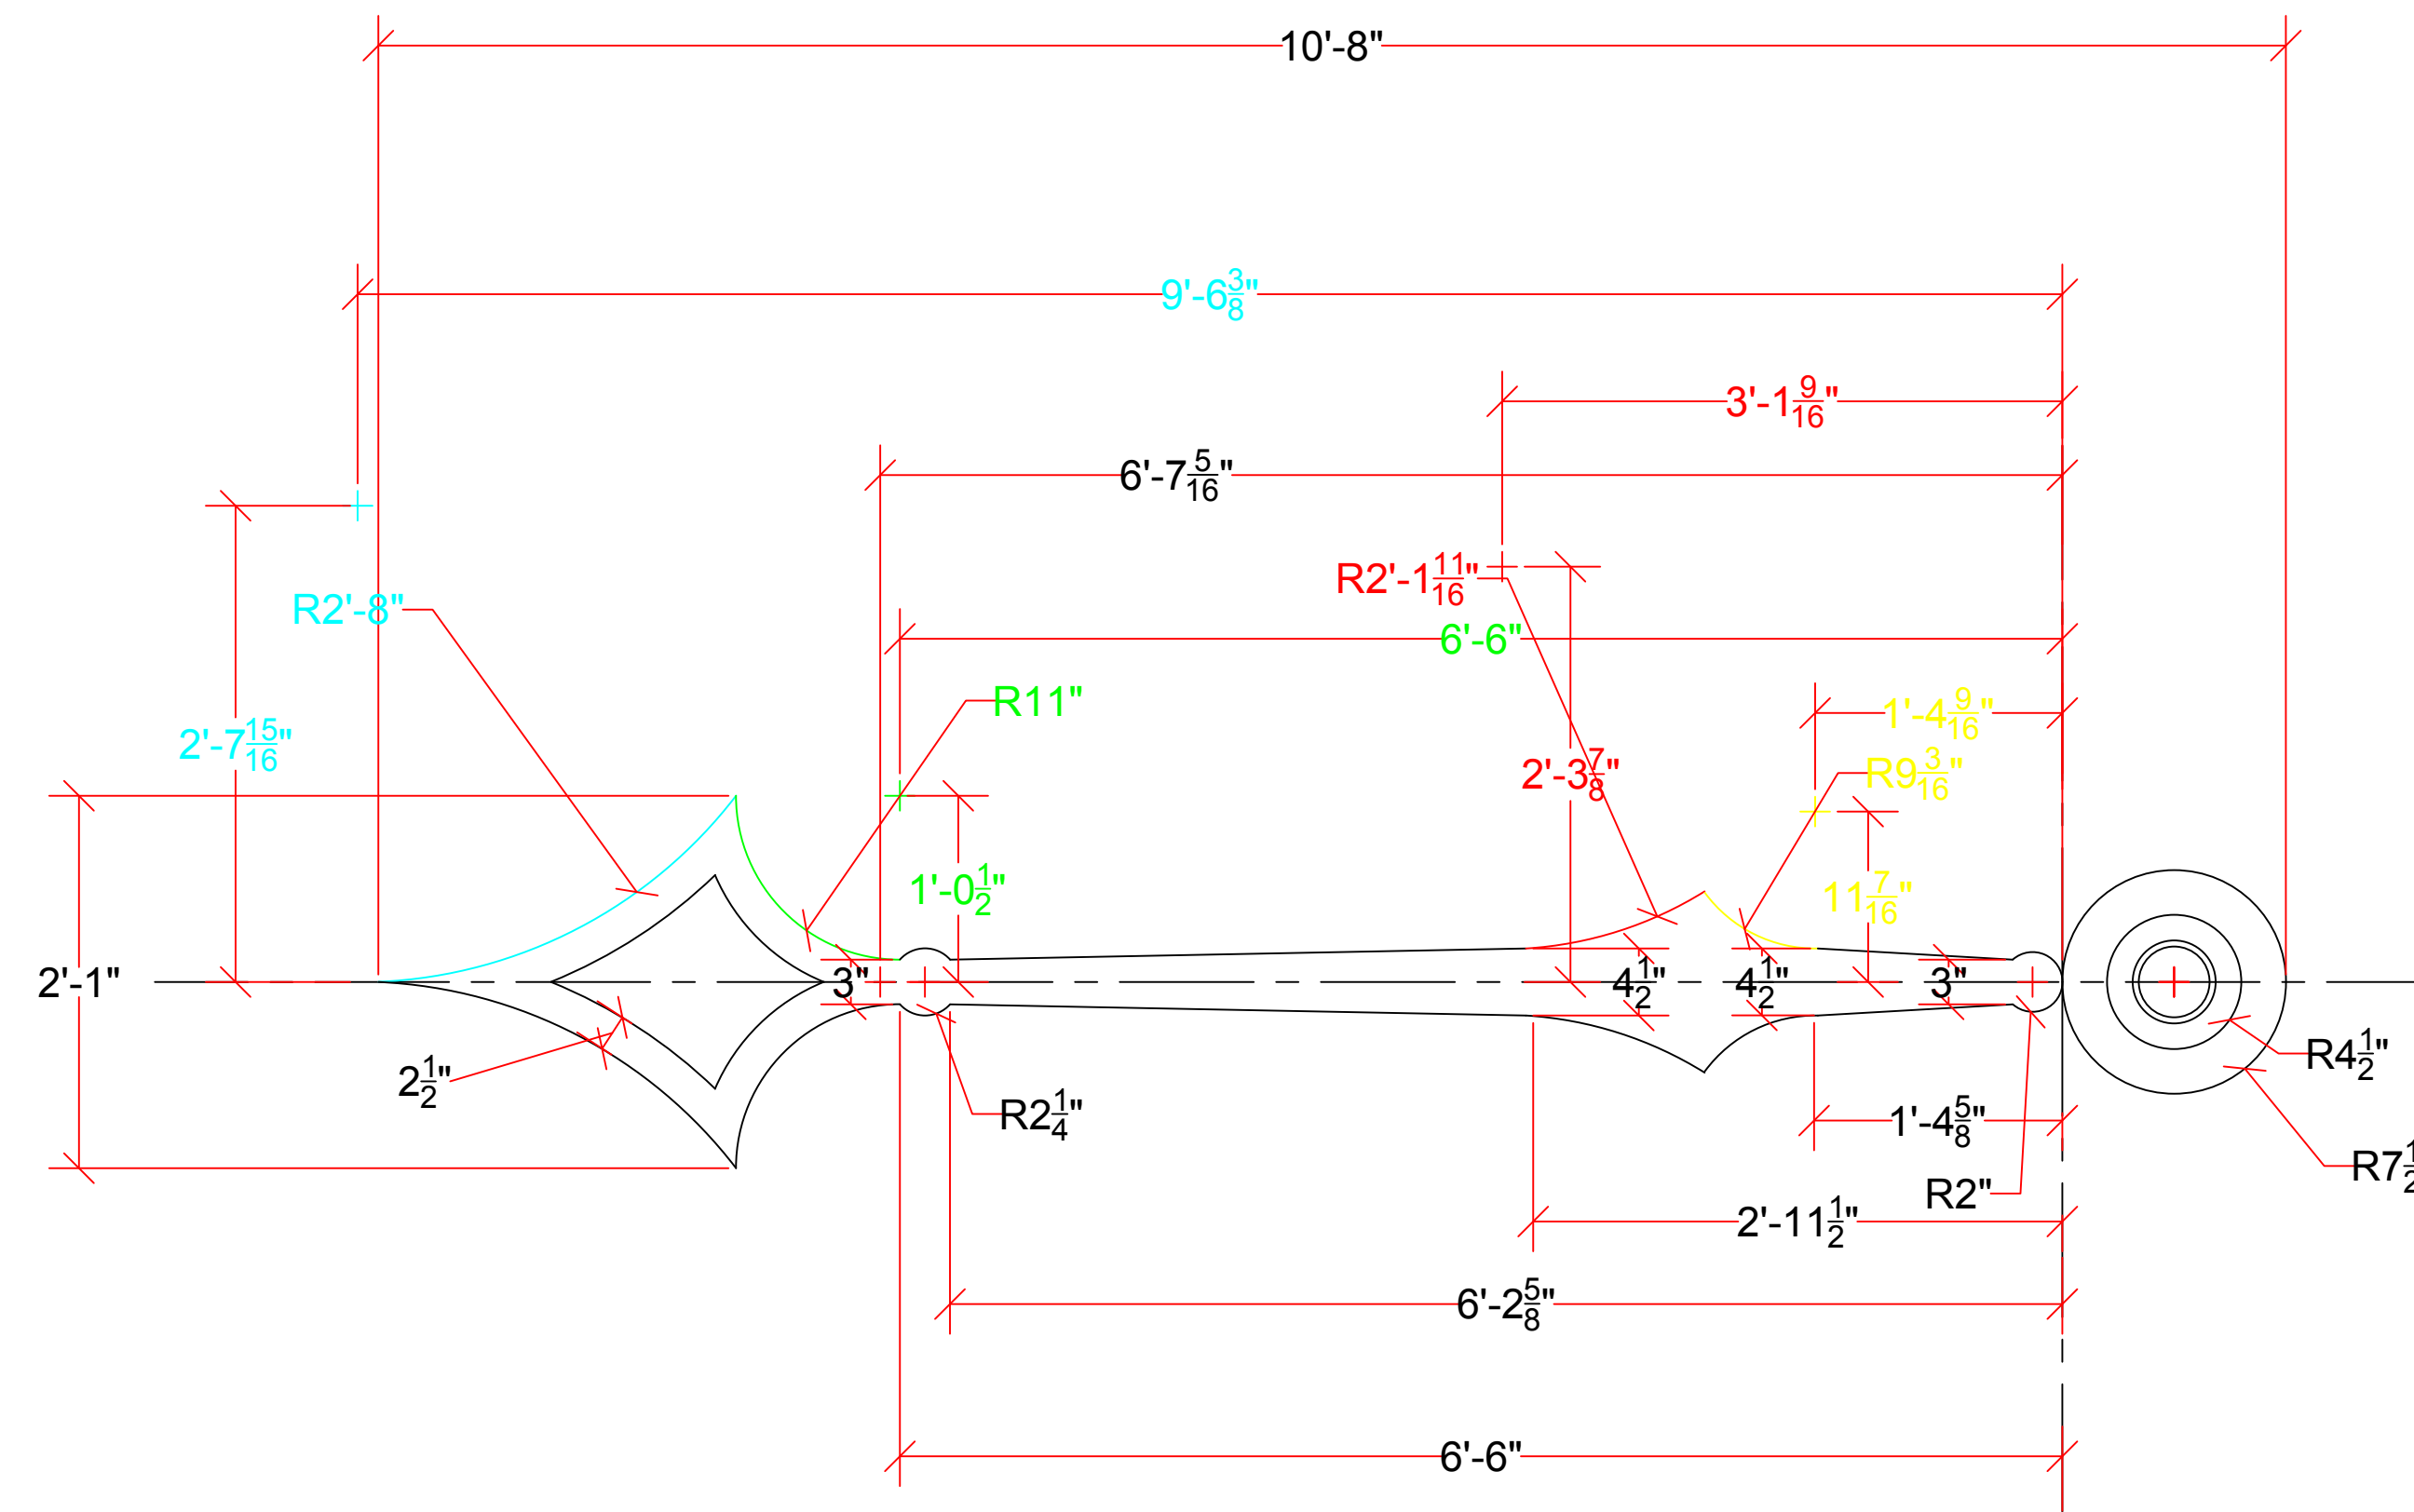 10'-8"
9'-6 3/8"
3'-1 9/16"
6'-7 5/16"
R2'-1 11/16"
R2'-8"
6'-6"
R11"
1'-4 9/16"
2'-7 15/16"
2'-3 7/8"
R9 3/16"
1'-0 1/2"
11 7/16"
2'-1"
3"
4 1/2"
4 1/2"
3"
2 1/2"
R4 1/2"
R2 1/4"
1'-4 5/8"
R7 1/2
R2"
2'-11 1/2"
6'-2 5/8"
6'-6"